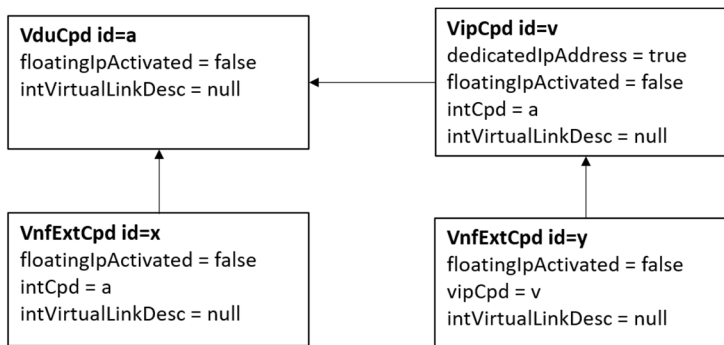 VduCpd id=a
floatingIpActivated = false
intVirtualLinkDesc = null
VipCpd id=v
dedicatedIpAddress = true
floatingIpActivated = false
intCpd = a
intVirtualLinkDesc = null
VnfExtCpd id=x
floatingIpActivated = false
intCpd = a
intVirtualLinkDesc = null
VnfExtCpd id=y
floatingIpActivated = false
vipCpd = v
intVirtualLinkDesc = null